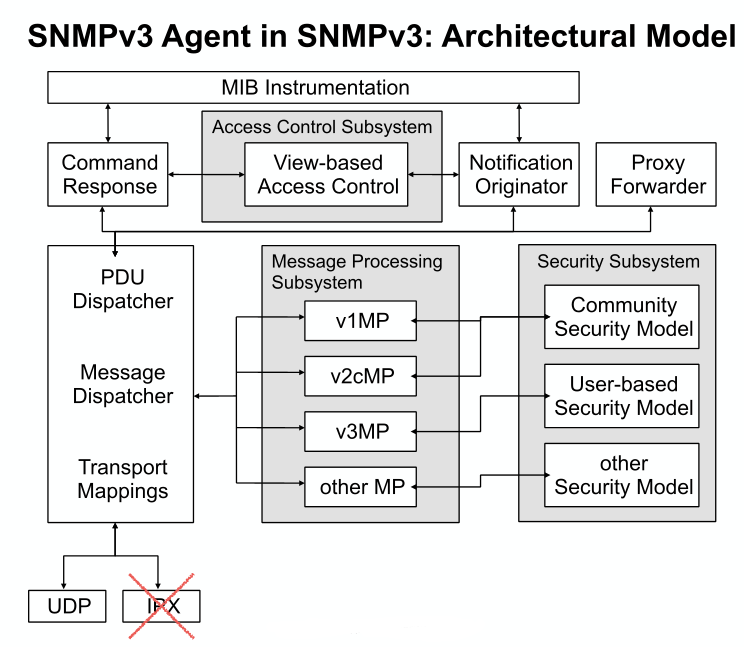 SNMPv3 Agent in SNMPv3: Architectural Model
MIB Instrumentation
Access Control Subsystem
Command
Response
View-based
Access Control
Notification
Originator
Proxy
Forwarder
PDU
Dispatcher
Message
Dispatcher
Transport
Mappings
Message Processing
Subsystem
v1MP
v2cMP
v3MP
other MP
Security Subsystem
Community
Security Model
User-based
Security Model
other
Security Model
UDP
IPX